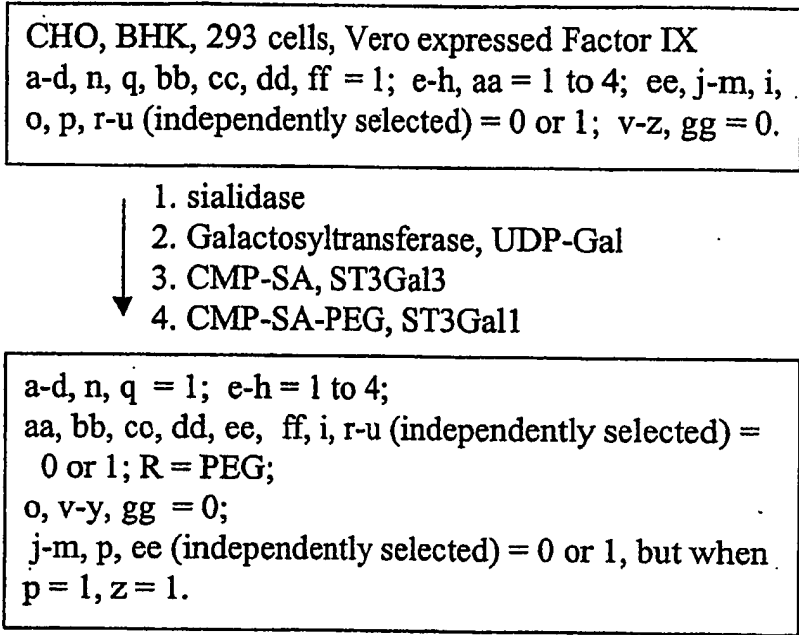 CHO, BHK, 293 cells, Vero expressed Factor IX
a-d, n, q, bb, cc, dd, ff = 1; e-h, aa = 1 to 4; ee, j-m, i,
o, p, r-u (independently selected) = 0 or 1; v-z, gg = 0.
1. sialidase
2. Galactosyltransferase, UDP-Gal
3. CMP-SA, ST3Gal3
4. CMP-SA-PEG, ST3Gal1
a-d, n, q = 1; e-h = 1 to 4;
aa, bb, co, dd, ee, ff, i, r-u (independently selected) =
0 or 1; R = PEG;
o, v-y, gg = 0;
j-m, p, ee (independently selected) = 0 or 1, but when
p = 1, z = 1.